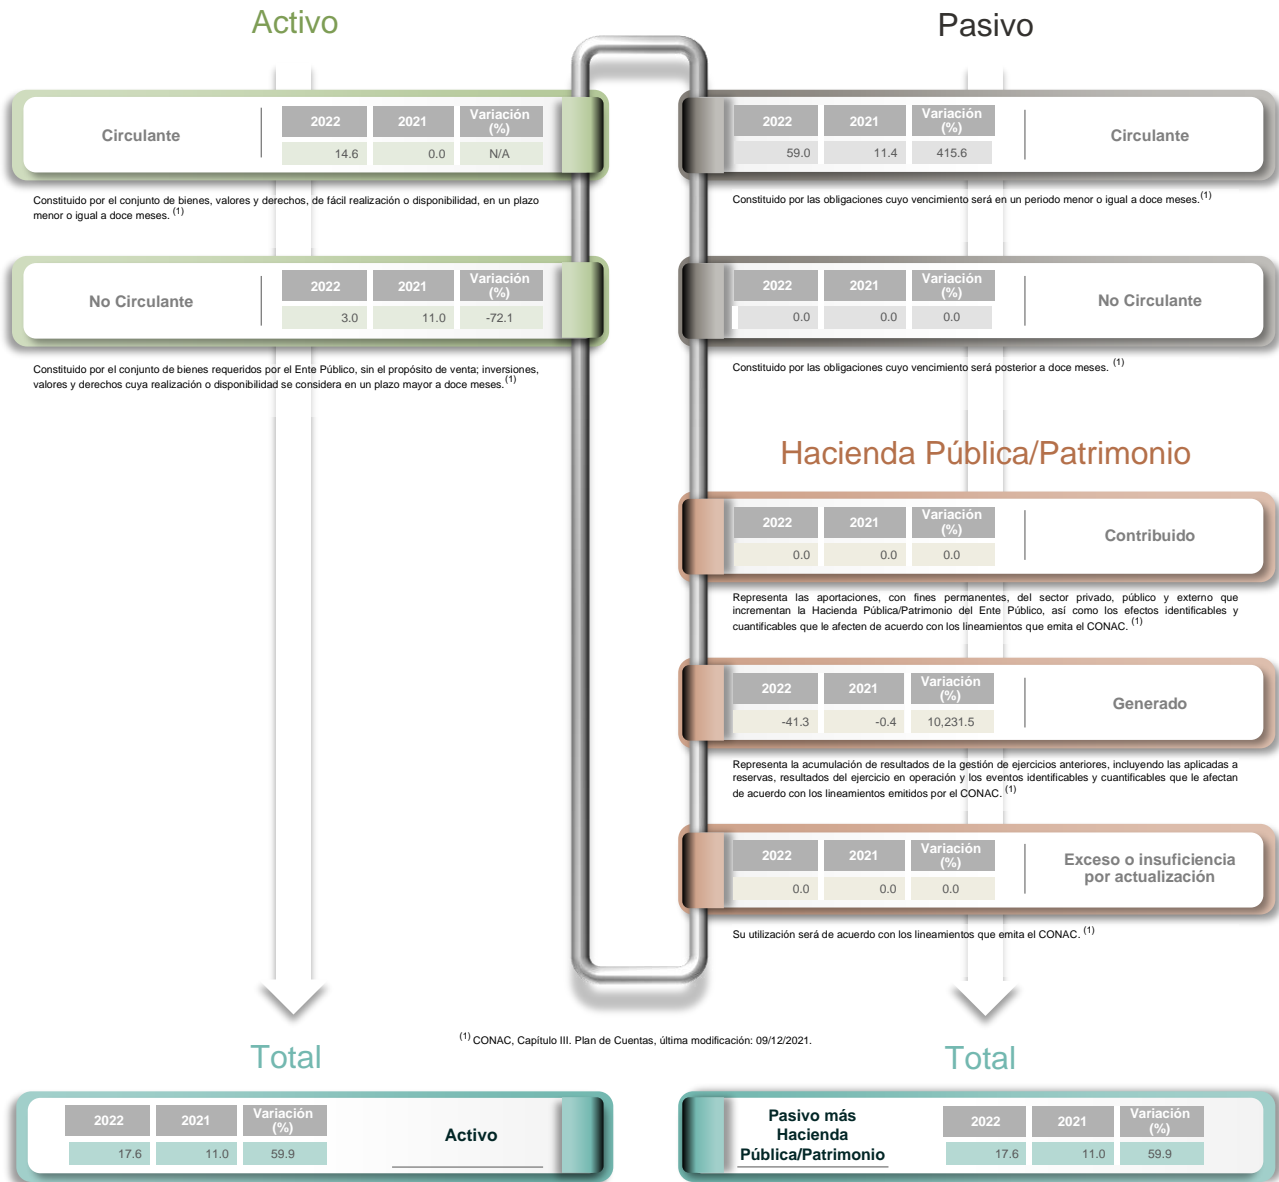 Activo
Circulante
2022 2021 Variación (%)
14.6 0.0 N/A
Constituido por el conjunto de bienes, valores y derechos, de fácil realización o disponibilidad, en un plazo
menor o igual a doce meses. (1)
No Circulante
2022 2021 Variación (%)
3.0 11.0 -72.1
Constituido por el conjunto de bienes requeridos por el Ente Público, sin el propósito de venta; inversiones,
valores y derechos cuya realización o disponibilidad se considera en un plazo mayor a doce meses. (1)
Pasivo
2022 2021 Variación (%)
59.0 11.4 415.6
Circulante
Constituido por las obligaciones cuyo vencimiento será en un periodo menor o igual a doce meses. (1)
2022 2021 Variación (%)
0.0 0.0 0.0
No Circulante
Constituido por las obligaciones cuyo vencimiento será posterior a doce meses. (1)
Hacienda Pública/Patrimonio
2022 2021 Variación (%)
0.0 0.0 0.0
Contribuido
Representa las aportaciones, con fines permanentes, del sector privado, público y externo que
incrementan la Hacienda Pública/Patrimonio del Ente Público, así como los efectos identificables y
cuantificables que le afecten de acuerdo con los lineamientos que emita el CONAC. (1)
2022 2021 Variación (%)
-41.3 -0.4 10,231.5
Generado
Representa la acumulación de resultados de la gestión de ejercicios anteriores, incluyendo las aplicadas a
reservas, resultados del ejercicio en operación y los eventos identificables y cuantificables que le afectan
de acuerdo con los lineamientos emitidos por el CONAC. (1)
2022 2021 Variación (%)
0.0 0.0 0.0
Exceso o insuficiencia
por actualización
Su utilización será de acuerdo con los lineamientos que emita el CONAC. (1)
(1) CONAC, Capítulo III. Plan de Cuentas, última modificación: 09/12/2021.
Total
2022 2021 Variación (%)
17.6 11.0 59.9
Activo
Total
Pasivo más
Hacienda
Pública/Patrimonio
2022 2021 Variación (%)
17.6 11.0 59.9